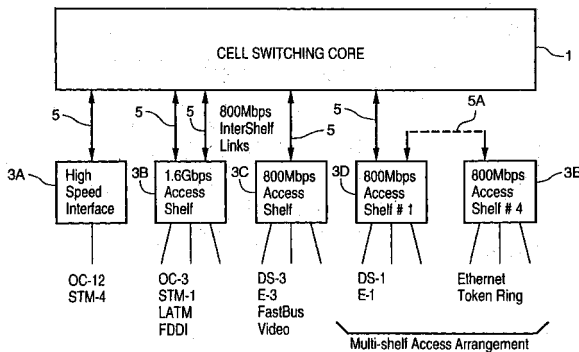 CELL SWITCHING CORE
1
5
5
5
800Mbps
InterShelf
Links
5
5
5A
3A
High
Speed
Interface
3B
1.6Gbps
Access
Shelf
3C
800Mbps
Access
Shelf
3D
800Mbps
Access
Shelf # 1
800Mbps
Access
Shelf # 4
3E
OC-12
STM-4
OC-3
STM-1
LATM
FDDI
DS-3
E-3
FastBus
Video
DS-1
E-1
Ethernet
Token Ring
Multi-shelf Access Arrangement